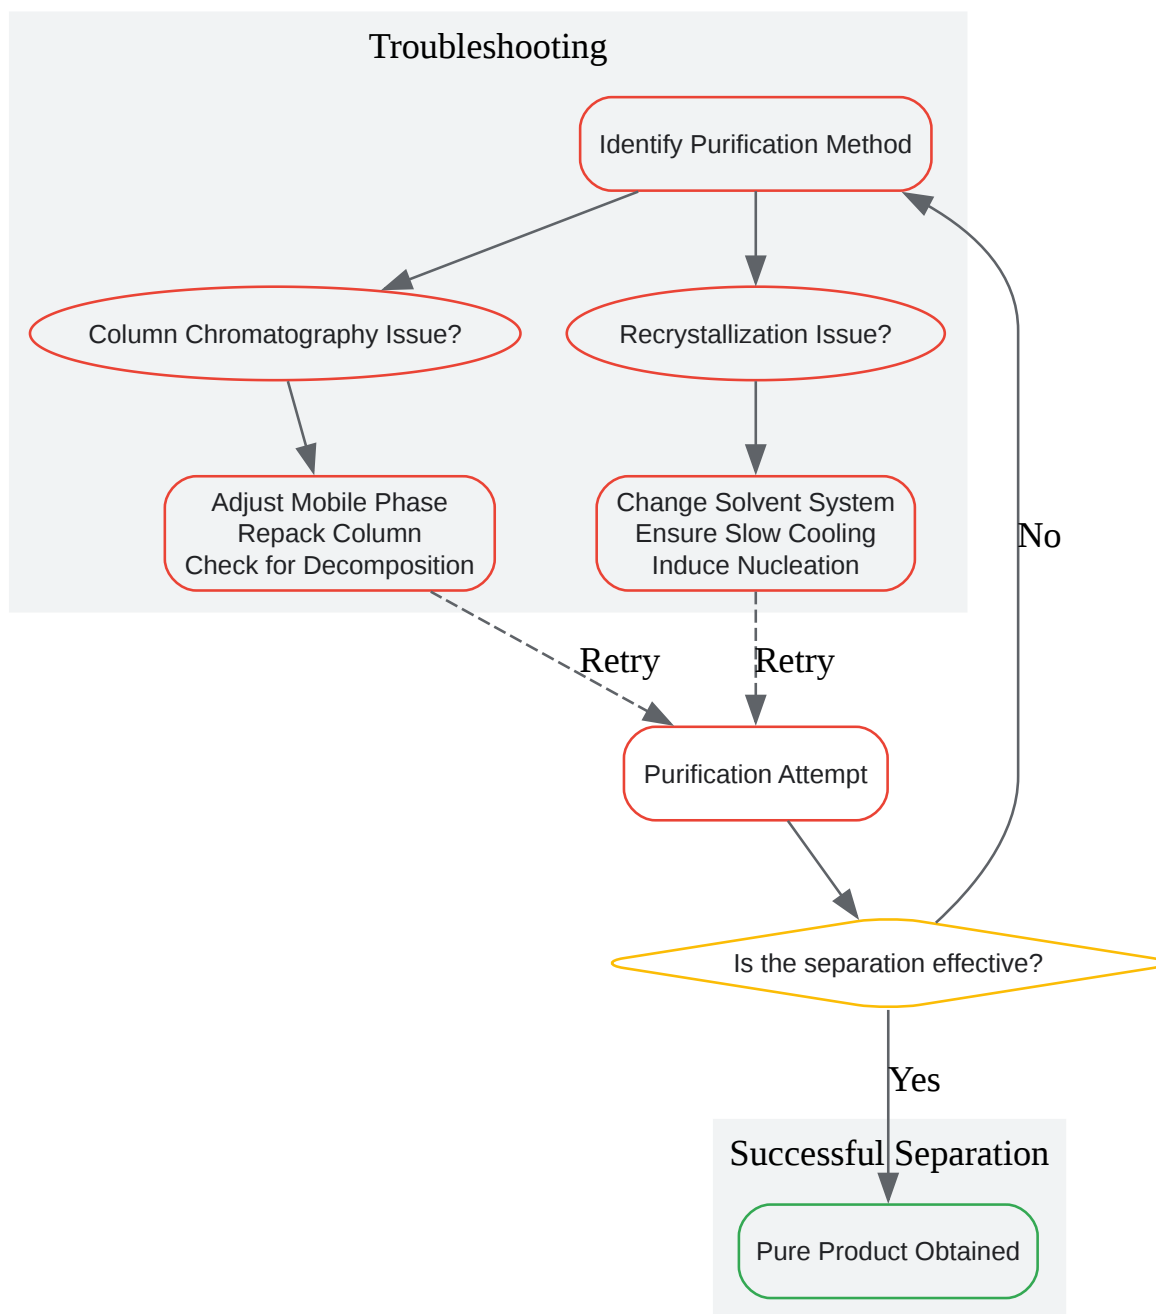 Troubleshooting
Identify Purification Method
Column Chromatography Issue?
Recrystallization Issue?
Adjust Mobile Phase
Repack Column
Check for Decomposition
Change Solvent System
Ensure Slow Cooling
Induce Nucleation
No
Retry
Retry
Purification Attempt
Is the separation effective?
Yes
Successful Separation
Pure Product Obtained